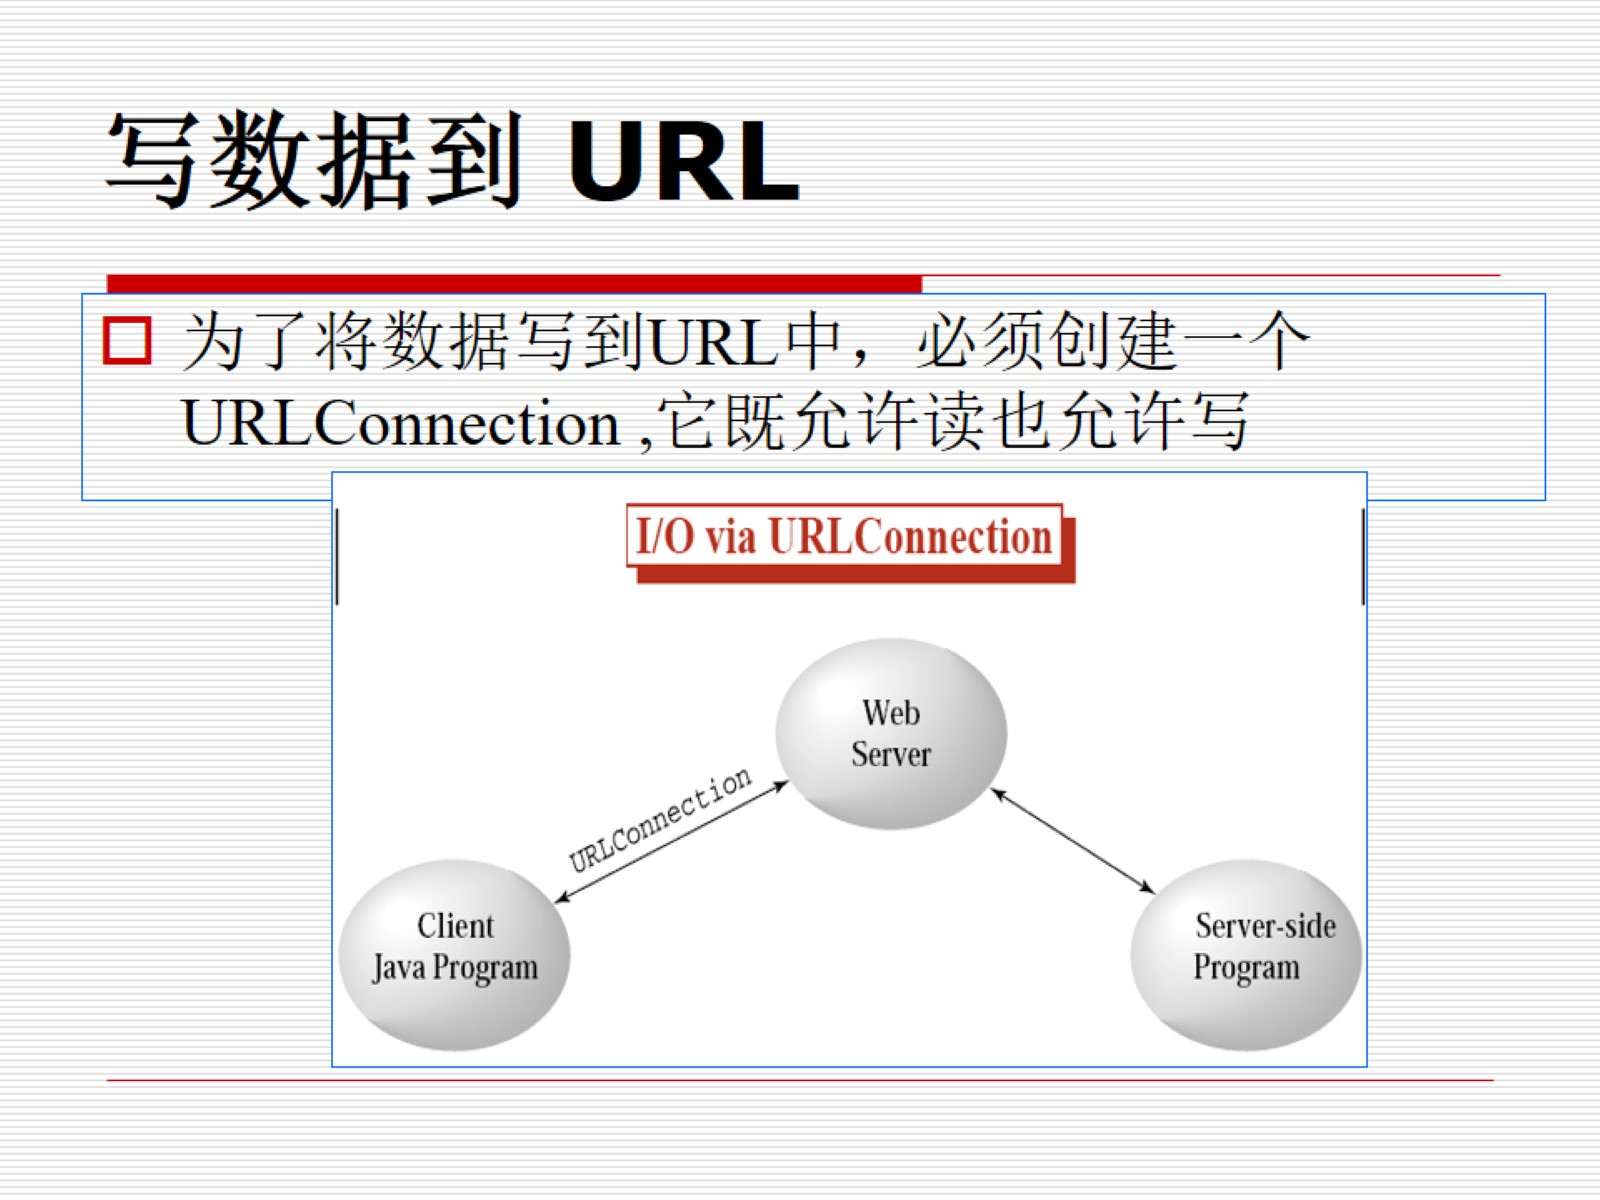 写数据到 URL
为了将数据写到URL中，必须创建一个
URLConnection ,它既允许读也允许写
I/O via URLConnection
Web
Server
URLConnection
Client
Java Program
Server-side
Program